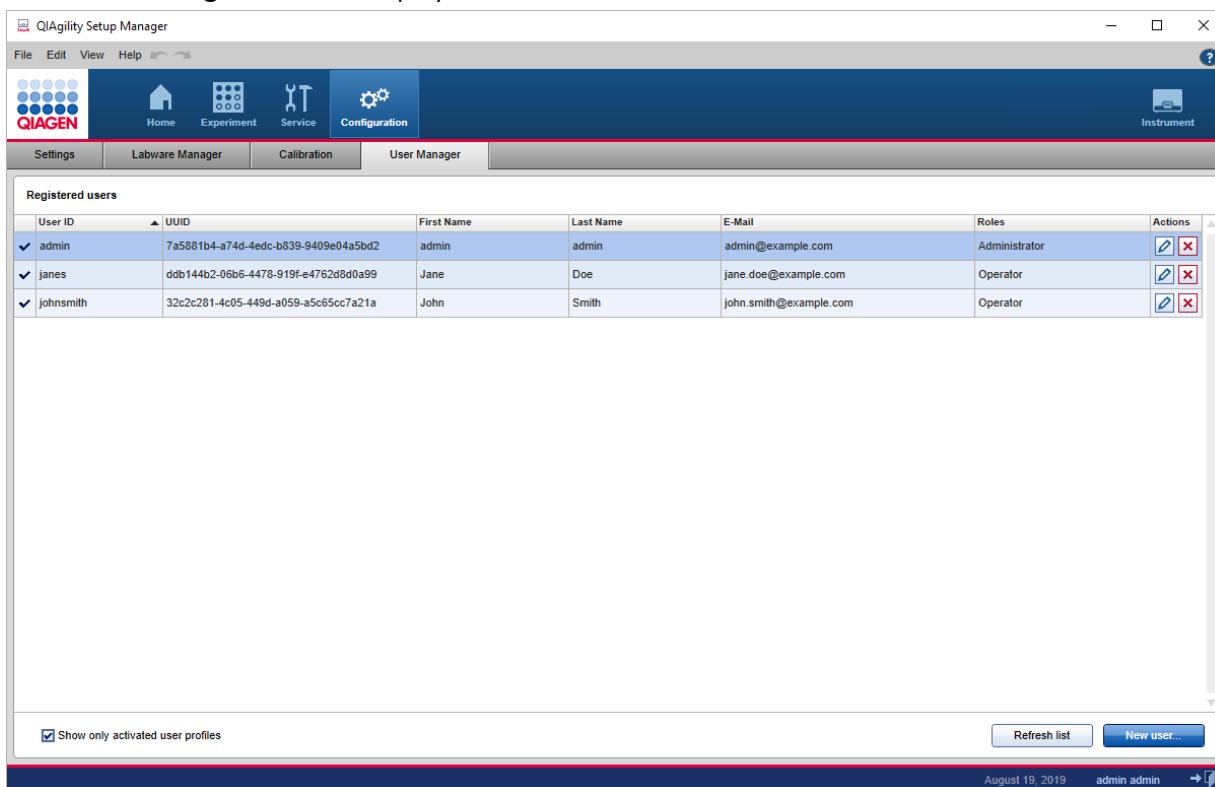 QIAgility Setup Manager
File Edit View Help
?
QIAGEN
Home Experiment Service Configuration Instrument
Settings Labware Manager Calibration User Manager
Registered users
User ID UUID First Name Last Name E-Mail Roles Actions
admin 7a5881b4-a74d-4edc-b839-9409e04a5bd2 admin admin admin@example.com Administrator
janes ddb144b2-06b6-4478-919f-e4762d8d0a99 Jane Doe jane.doe@example.com Operator
johnsmith 32c2c281-4c05-449d-a059-a5c65cc7a21a John Smith john.smith@example.com Operator
Show only activated user profiles Refresh list New user...
August 19, 2019 admin admin